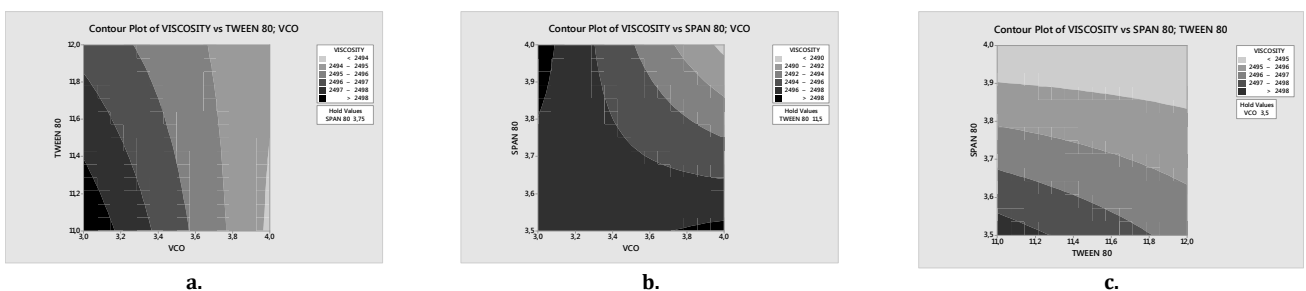 Contour Plot of VISCOSITY vs TWEEN 80; VCO
12,0
11,8
11,6
11,4
11,2
11,0
TWEEN 80
3,0 3,2 3,4 3,6 3,8 4,0
VCO
VISCOSITY
< 2494
2494 – 2495
2495 – 2496
2496 – 2497
2497 – 2498
> 2498
Hold Values
SPAN 80 3,75
a.
Contour Plot of VISCOSITY vs SPAN 80; VCO
4,0
3,9
3,8
3,7
3,6
3,5
SPAN 80
3,0 3,2 3,4 3,6 3,8 4,0
VCO
VISCOSITY
< 2490
2490 – 2492
2492 – 2494
2494 – 2496
2496 – 2498
> 2498
Hold Values
TWEEN 80 11,5
b.
Contour Plot of VISCOSITY vs SPAN 80; TWEEN 80
4,0
3,9
3,8
3,7
3,6
3,5
SPAN 80
11,0 11,2 11,4 11,6 11,8 12,0
TWEEN 80
VISCOSITY
< 2495
2495 – 2496
2496 – 2497
2497 – 2498
> 2498
Hold Values
VCO 3,5
c.